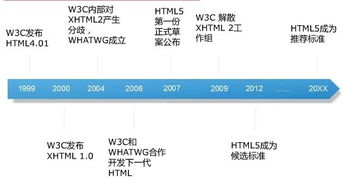 W3C发布
HTML4.01
W3C内部对
XHTML2产生
分歧，
WHATWG成立
HTML5
第一份
正式草
案公布
W3C 解散
XHTML 2工
作组
HTML5成为
推荐标准
1999
2000
2004
2006
2007
2009
2012
……
20XX
W3C发布
XHTML 1.0
W3C和
WHATWG合作
开发下一代
HTML
HTML5成为
候选标准